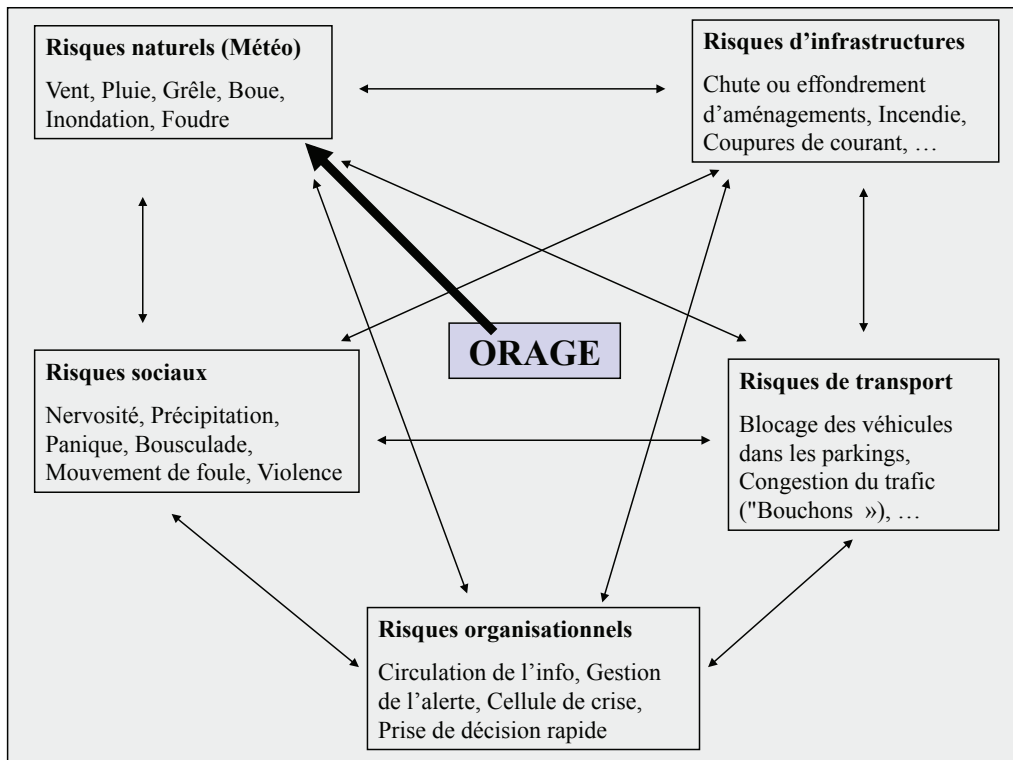 Risques naturels (Météo)
Vent, Pluie, Grêle, Boue,
Inondation, Foudre
Risques d’infrastructures
Chute ou effondrement
d’aménagements, Incendie,
Coupures de courant, …
ORAGE
Risques sociaux
Nervosité, Précipitation,
Panique, Bousculade,
Mouvement de foule, Violence
Risques de transport
Blocage des véhicules
dans les parkings,
Congestion du trafic
("Bouchons »), …
Risques organisationnels
Circulation de l’info, Gestion
de l’alerte, Cellule de crise,
Prise de décision rapide